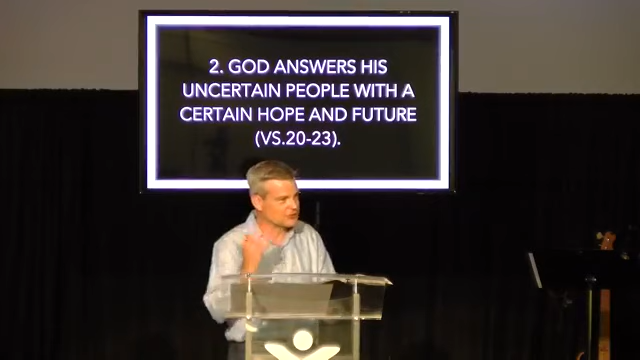 2. GOD ANSWERS HIS
UNCERTAIN PEOPLE WITH A
CERTAIN HOPE AND FUTURE
(VS.20-23).